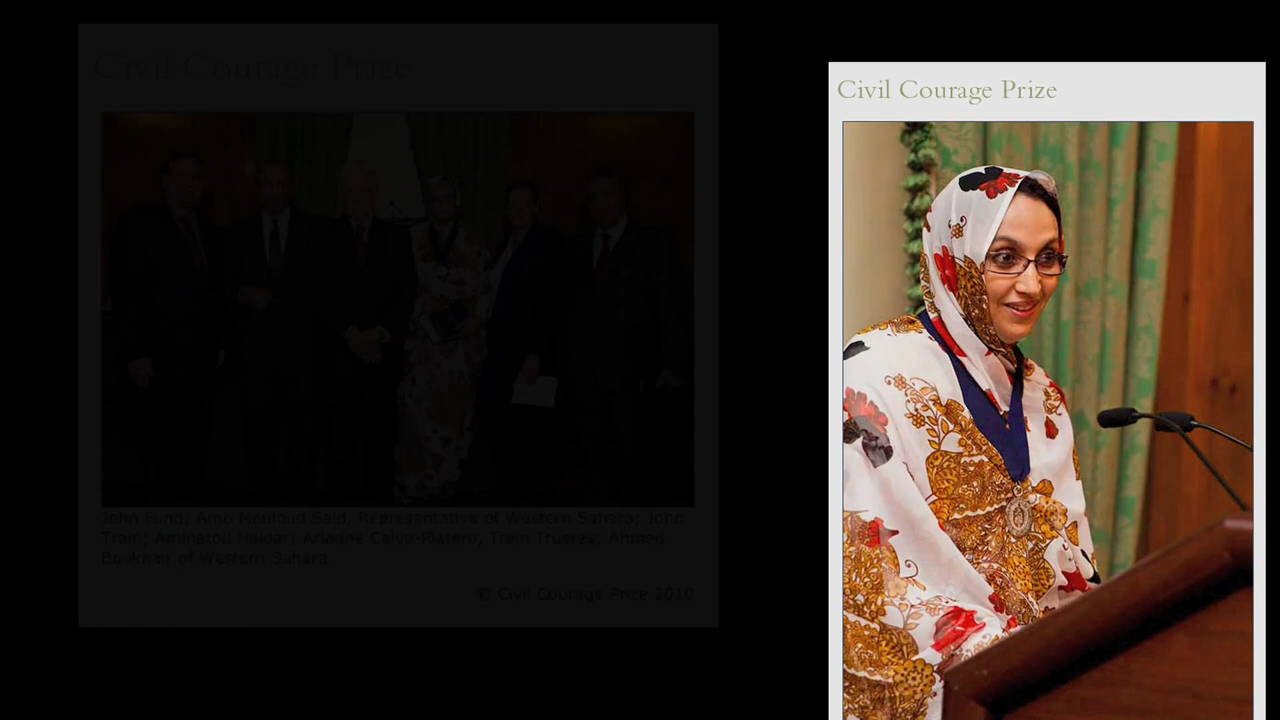 Civil Courage Prize
John Fund; Amb Mouloud Said, Representative of Western Sahara; John
Train; Aminatou Haidar; Ariadne Calvo-Platero, Train Trustee; Ahmed
Boukhari of Western Sahara
© Civil Courage Prize 2010
Civil Courage Prize